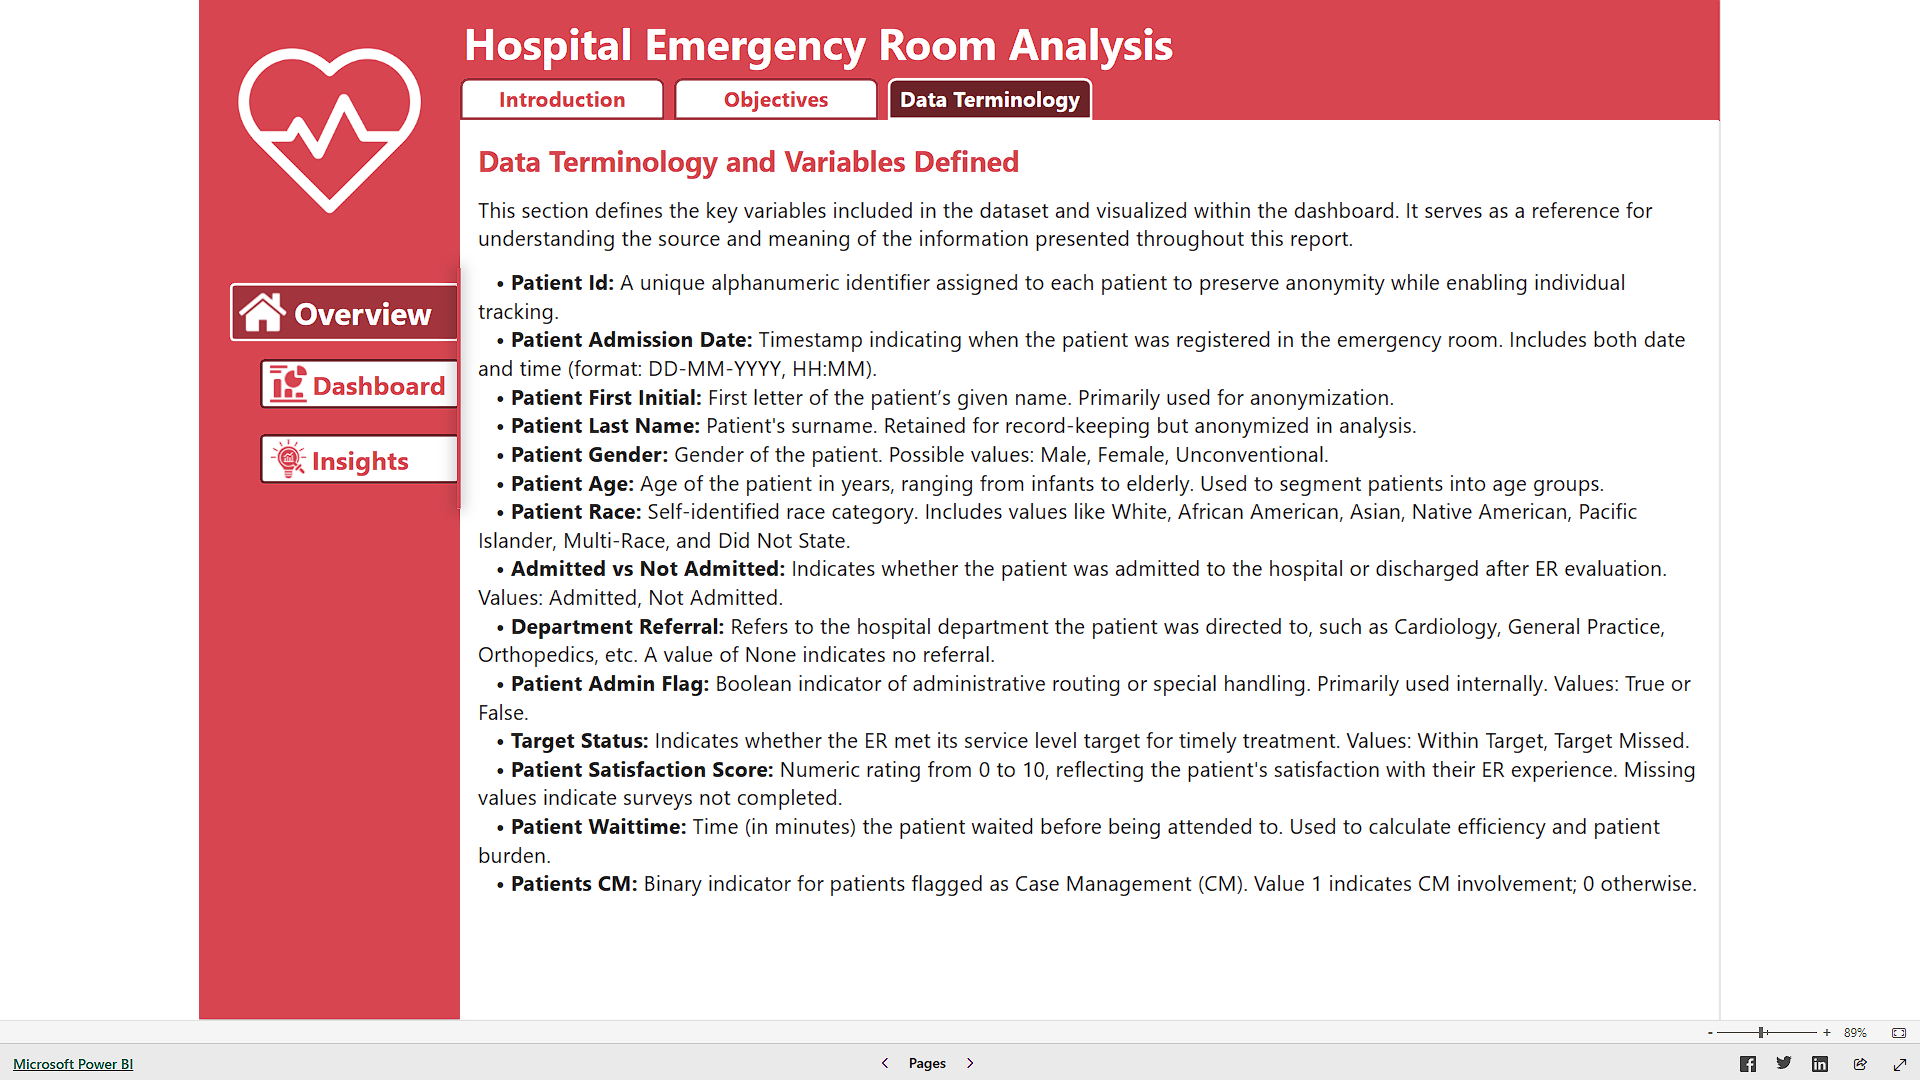 Hospital Emergency Room Analysis
Introduction
Objectives
Data Terminology
Overview
Dashboard
Insights
Data Terminology and Variables Defined
This section defines the key variables included in the dataset and visualized within the dashboard. It serves as a reference for
understanding the source and meaning of the information presented throughout this report.
• Patient Id: A unique alphanumeric identifier assigned to each patient to preserve anonymity while enabling individual
tracking.
• Patient Admission Date: Timestamp indicating when the patient was registered in the emergency room. Includes both date
and time (format: DD-MM-YYYY, HH:MM).
• Patient First Initial: First letter of the patient’s given name. Primarily used for anonymization.
• Patient Last Name: Patient's surname. Retained for record-keeping but anonymized in analysis.
• Patient Gender: Gender of the patient. Possible values: Male, Female, Unconventional.
• Patient Age: Age of the patient in years, ranging from infants to elderly. Used to segment patients into age groups.
• Patient Race: Self-identified race category. Includes values like White, African American, Asian, Native American, Pacific
Islander, Multi-Race, and Did Not State.
• Admitted vs Not Admitted: Indicates whether the patient was admitted to the hospital or discharged after ER evaluation.
Values: Admitted, Not Admitted.
• Department Referral: Refers to the hospital department the patient was directed to, such as Cardiology, General Practice,
Orthopedics, etc. A value of None indicates no referral.
• Patient Admin Flag: Boolean indicator of administrative routing or special handling. Primarily used internally. Values: True or
False.
• Target Status: Indicates whether the ER met its service level target for timely treatment. Values: Within Target, Target Missed.
• Patient Satisfaction Score: Numeric rating from 0 to 10, reflecting the patient's satisfaction with their ER experience. Missing
values indicate surveys not completed.
• Patient Waittime: Time (in minutes) the patient waited before being attended to. Used to calculate efficiency and patient
burden.
• Patients CM: Binary indicator for patients flagged as Case Management (CM). Value 1 indicates CM involvement; 0 otherwise.
- + 89%
Microsoft Power BI
Pages